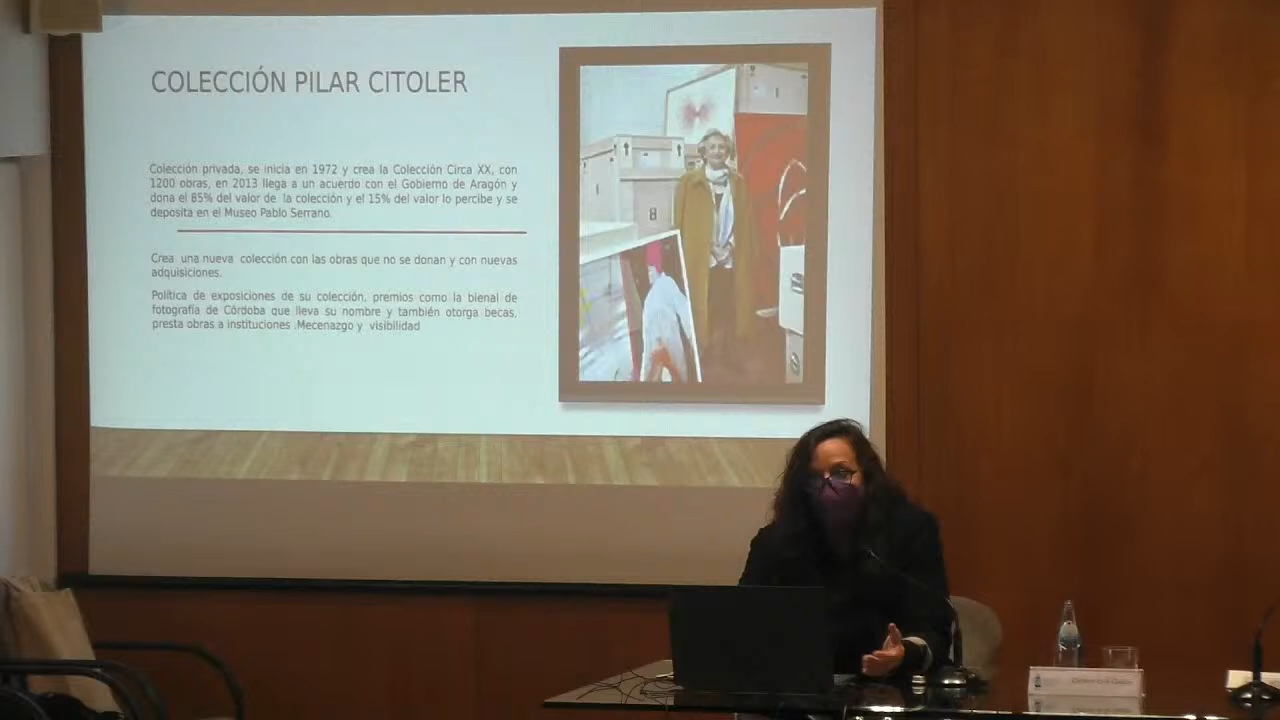 COLECCIÓN PILAR CITOLER
Colección privada, se inicia en 1972 y crea la Colección Circa XX, con
1200 obras, en 2013 llega a un acuerdo con el Gobierno de Aragón y
dona el 85% del valor de la colección y el 15% del valor lo percibe y se
deposita en el Museo Pablo Serrano.
Crea una nueva colección con las obras que no se donan y con nuevas
adquisiciones.
Política de exposiciones de su colección, premios como la bienal de
fotografía de Córdoba que lleva su nombre y también otorga becas,
presta obras a instituciones .Mecenazgo y visibilidad